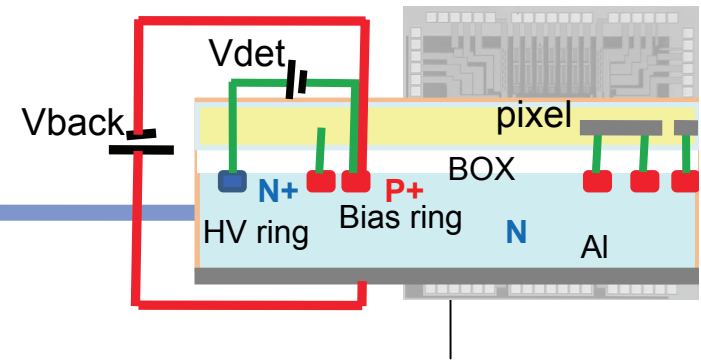 Vdet
Vback
pixel
BOX
N+
P+
HV ring
Bias ring
N
Al